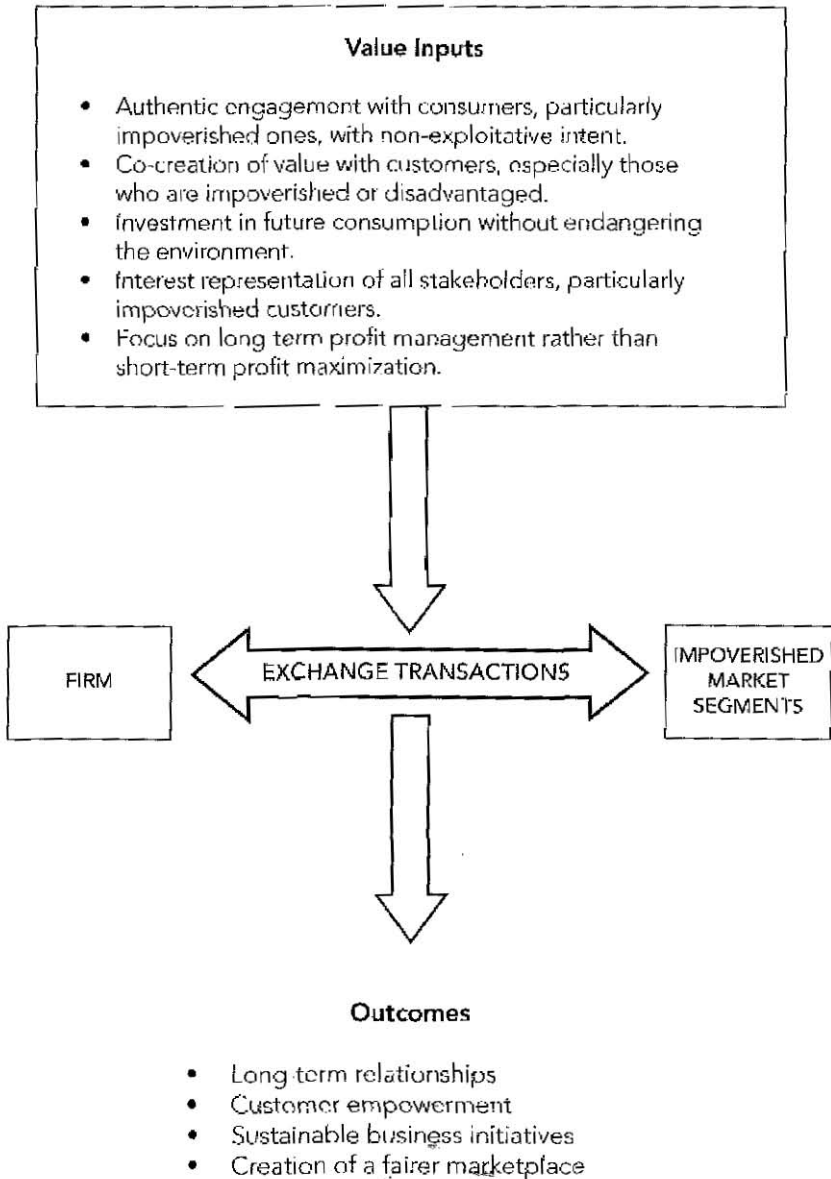 Value Inputs
• Authentic engagement with consumers, particularly
impoverished ones, with non-exploitative intent.
• Co-creation of value with customers, especially those
who are impoverished or disadvantaged.
• Investment in future consumption without endangering
the environment.
• Interest representation of all stakeholders, particularly
impoverished customers.
• Focus on long term profit management rather than
short-term profit maximization.
FIRM
EXCHANGE TRANSACTIONS
IMPOVERISHED
MARKET
SEGMENTS
Outcomes
• Long-term relationships
• Customer empowerment
• Sustainable business initiatives
• Creation of a fairer marketplace